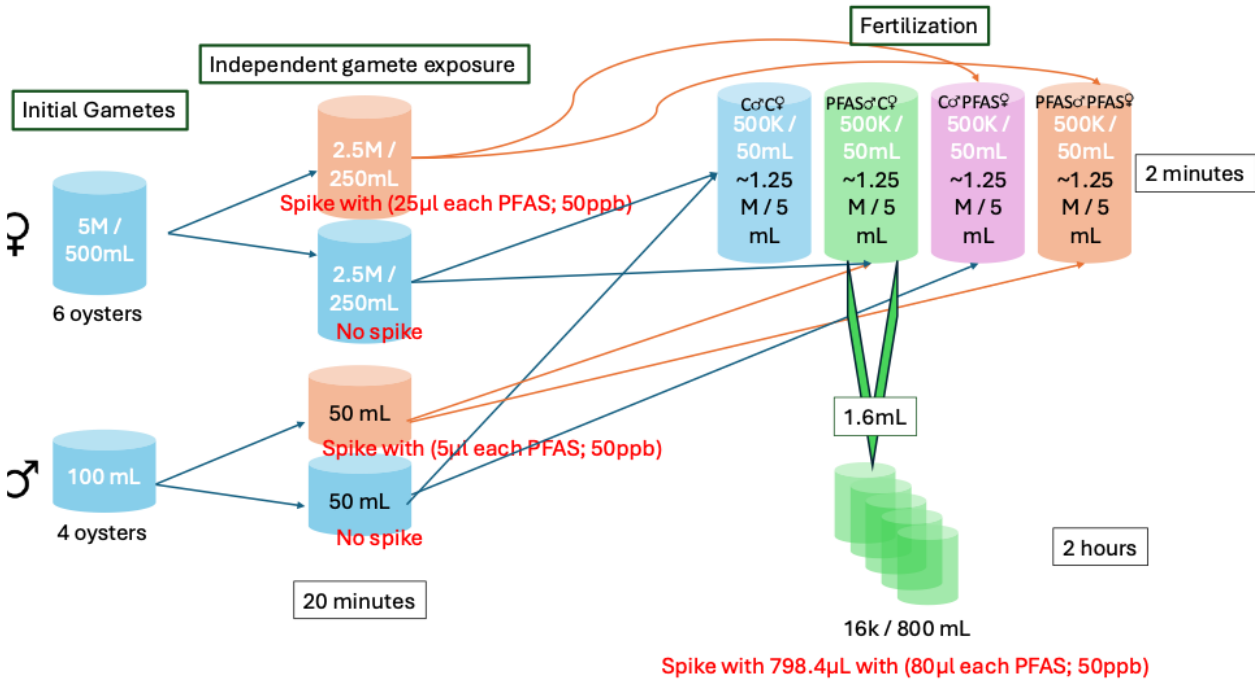 Fertilization
Independent gamete exposure
Initial Gametes
C♂C♀
PFAS♂C♀
C♂PFAS♀
PFAS♂PFAS♀
500K /
50mL
~1.25
M / 5
mL
500K /
50mL
~1.25
M / 5
mL
500K /
50mL
~1.25
M / 5
mL
500K /
50mL
~1.25
M / 5
mL
2 minutes
2.5M /
250mL
Spike with (25µl each PFAS; 50ppb)
♀
5M /
500mL
6 oysters
2.5M /
250mL
No spike
50 mL
Spike with (5µl each PFAS; 50ppb)
1.6mL
♂
100 mL
4 oysters
50 mL
No spike
20 minutes
2 hours
16k / 800 mL
Spike with 798.4µL with (80µl each PFAS; 50ppb)